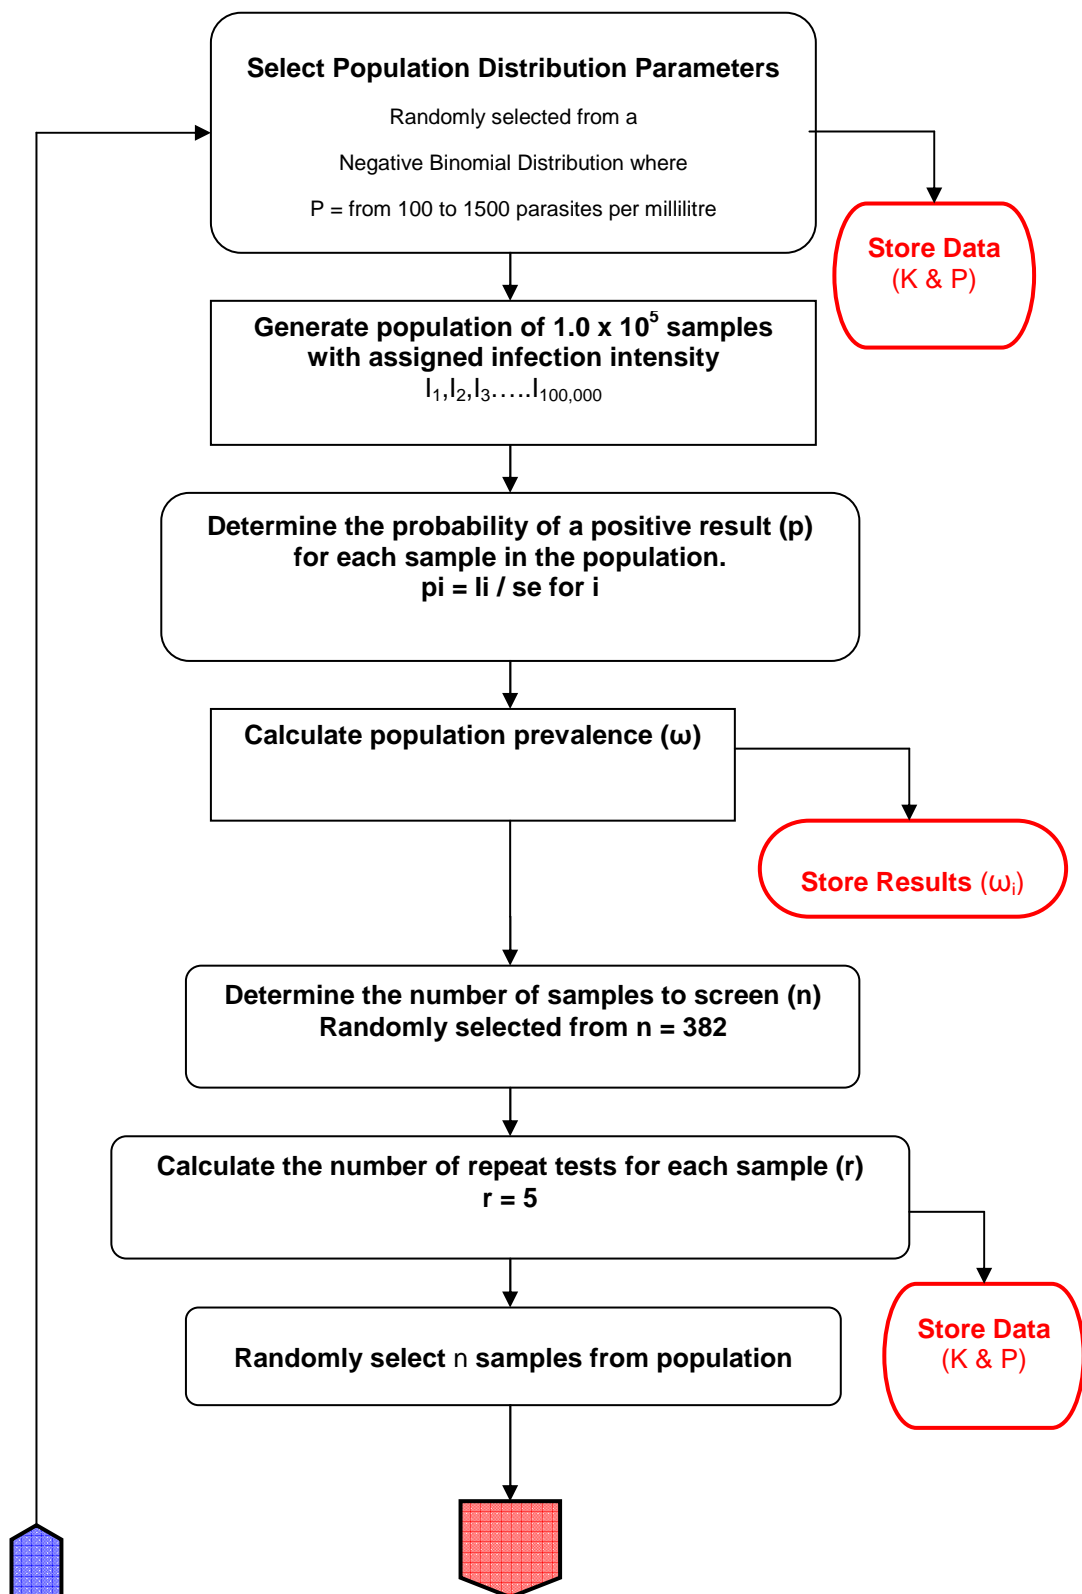 Select Population Distribution Parameters
Randomly selected from a
Negative Binomial Distribution where
P = from 100 to 1500 parasites per millilitre
Store Data
(K & P)
Generate population of 1.0 x 10⁵ samples
with assigned infection intensity
I₁,I₂,I₃…..I₁₀₀,₀₀₀
Determine the probability of a positive result (p)
for each sample in the population.
pi = Ii / se for i
Calculate population prevalence (ω)
Store Results (ωᵢ)
Determine the number of samples to screen (n)
Randomly selected from n = 382
Calculate the number of repeat tests for each sample (r)
r = 5
Store Data
(K & P)
Randomly select n samples from population